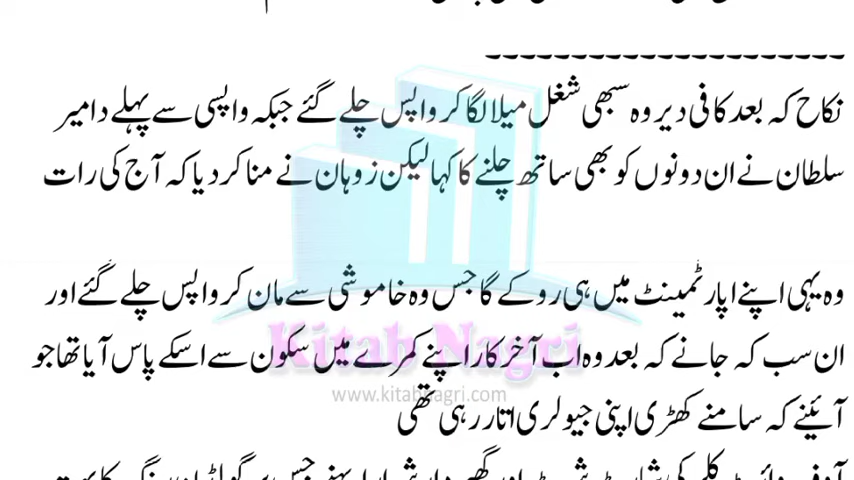 نکاح کہ بعد کافی دیر وہ سبھی شغل میلا لگا کر واپس چلے گئے جبکہ واپسی سے پہلے دامیر
سلطان نے ان دونوں کو بھی ساتھ چلنے کا کہا لیکن زوہان نے منا کر دیا کہ آج کی رات
وہ یہی اپنے اپارٹمینٹ میں ہی روکے گا جس وہ خاموشی سے مان کر واپس چلے گئے اور
ان سب کہ جانے کہ بعد وہ اب آخر کار اپنے کمرے میں سکون سے اسکے پاس آیا تھا جو
آئینے کہ سامنے کھڑی اپنی جیولری اتار رہی تھی
Kitab Nagri
www.kitabnagri.com